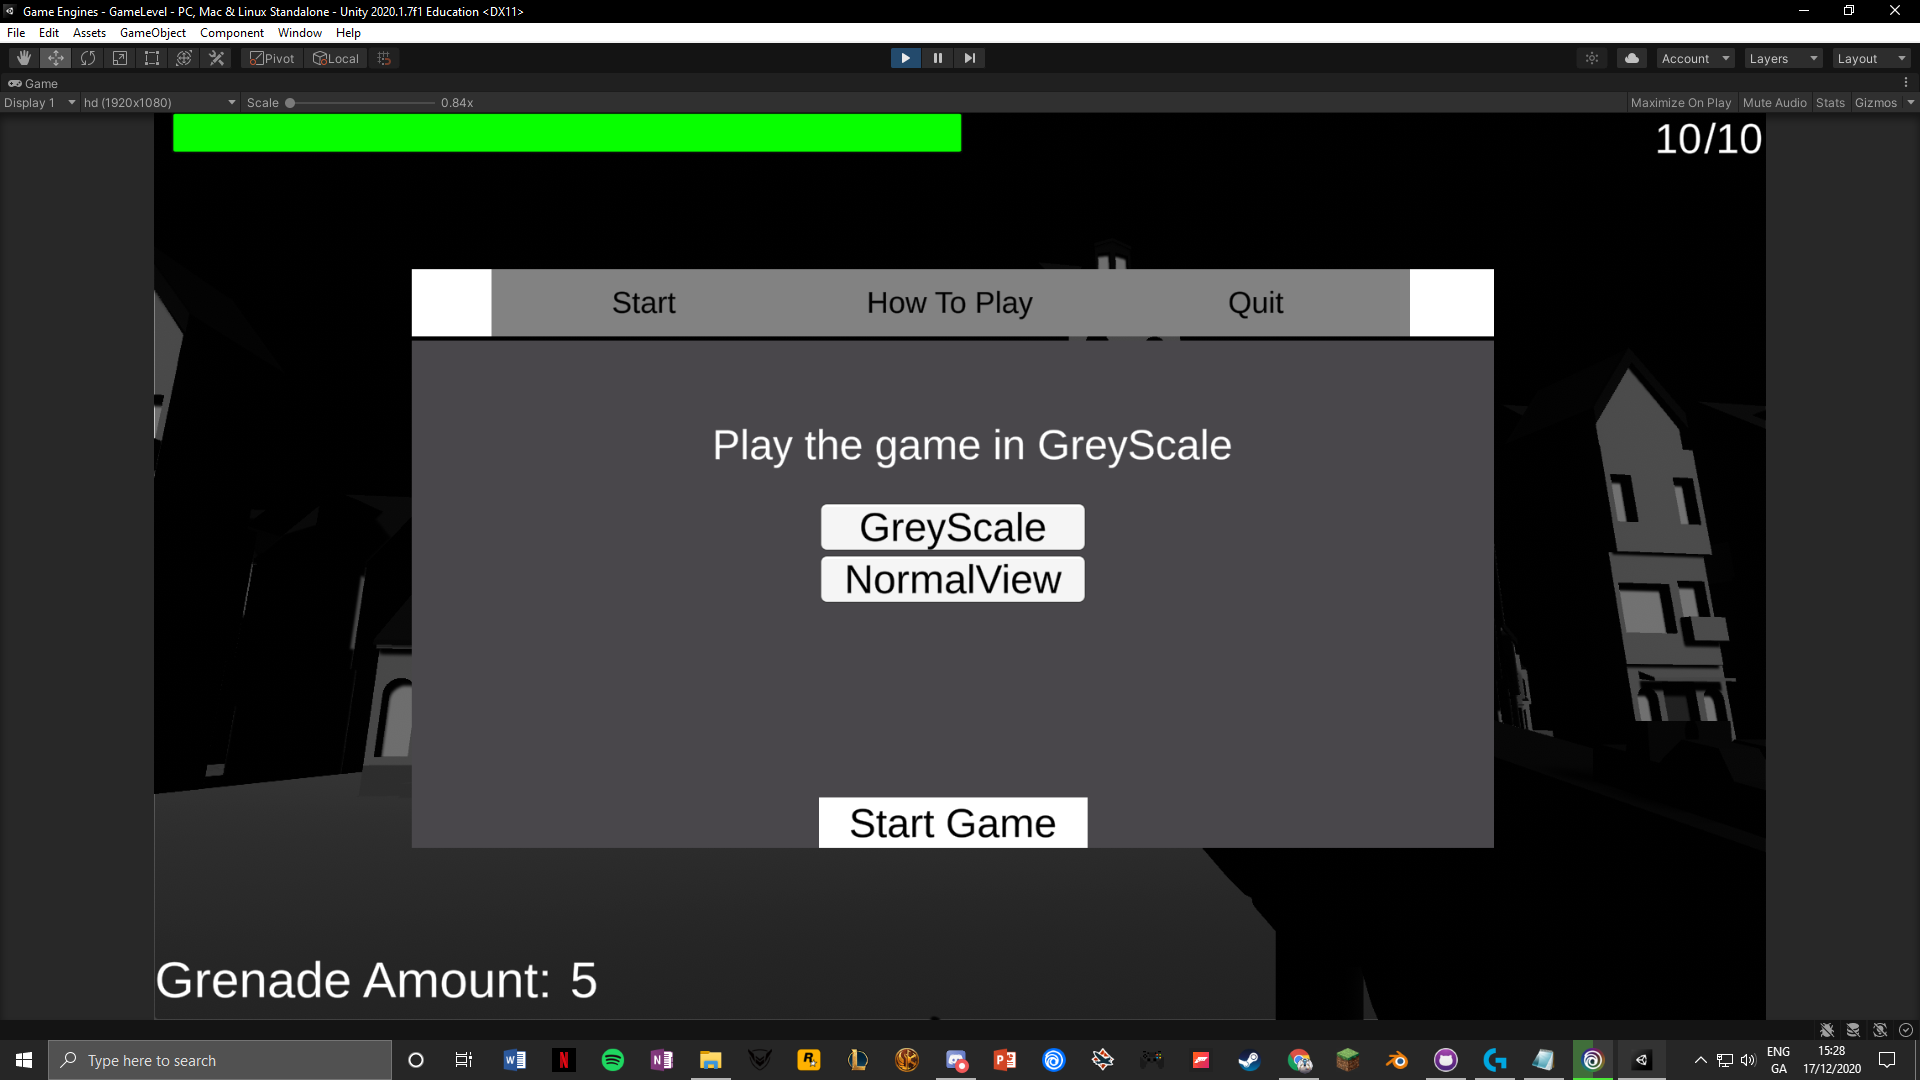 Game Engines - GameLevel - PC, Mac & Linux Standalone - Unity 2020.1.7f1 Education <DX11>
File Edit Assets GameObject Component Window Help
Pivot Local Account Layers Layout
Game
Display 1 hd (1920x1080) Scale 0.84x Maximize On Play Mute Audio Stats Gizmos
10/10
Start How To Play Quit
Play the game in GreyScale
GreyScale
NormalView
Start Game
Grenade Amount: 5
Type here to search
ENG 15:28
GA 17/12/2020